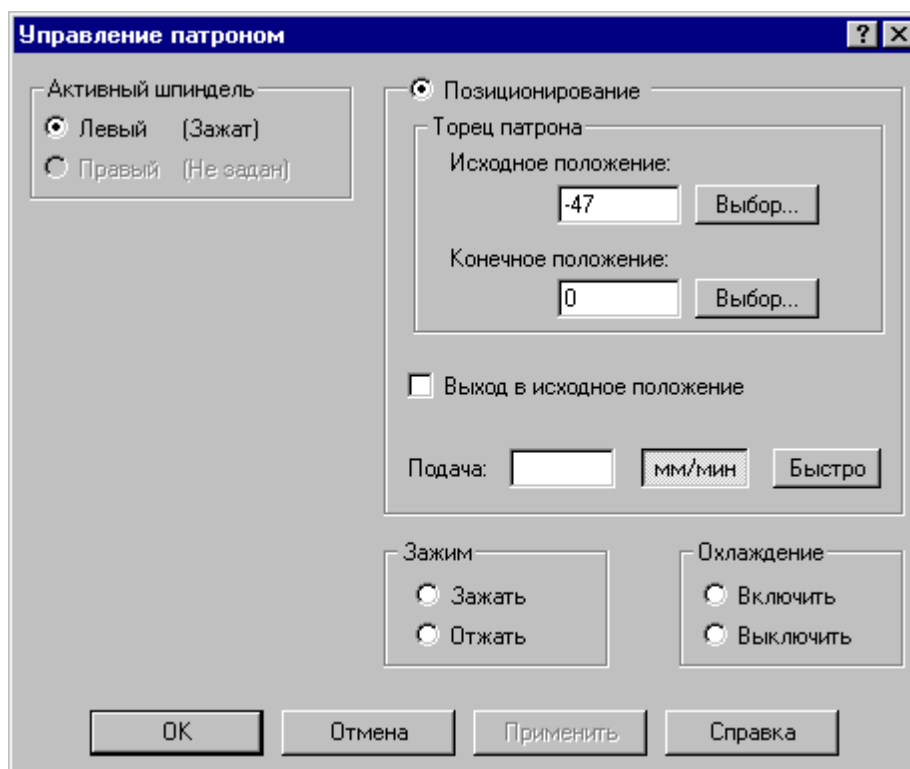 Управление патроном
Активный шпиндель
Левый (Зажат)
Правый (Не задан)
Позиционирование
Торец патрона
Исходное положение:
-47 Выбор...
Конечное положение:
0 Выбор...
Выход в исходное положение
Подача: мм/мин Быстро
Зажим
Зажать
Отжать
Охлаждение
Включить
Выключить
OK Отмена Применить Справка